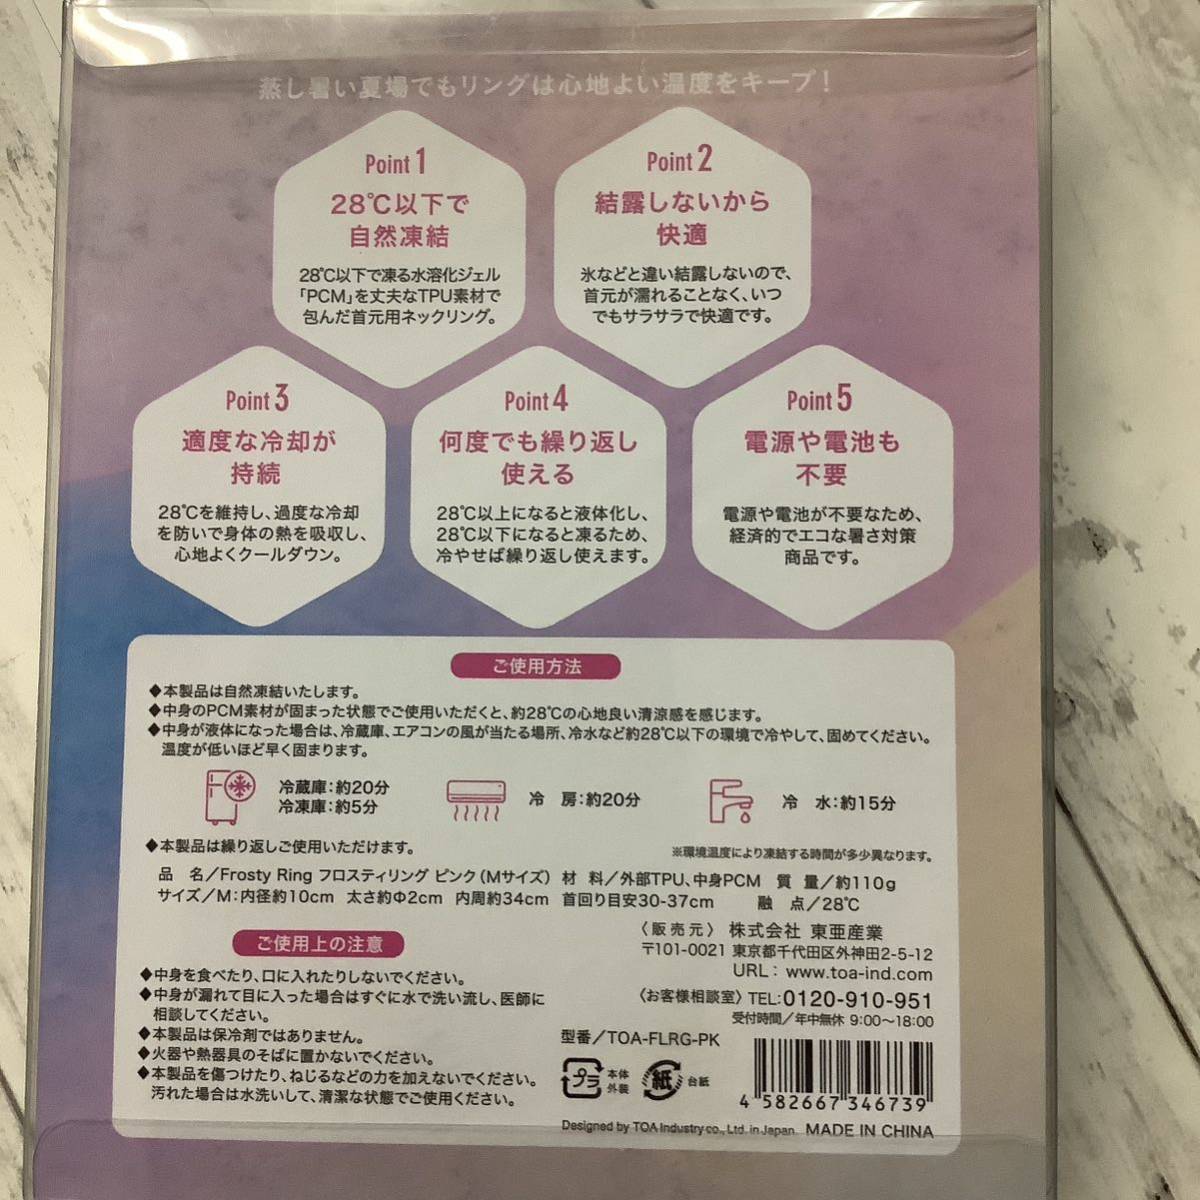 蒸し暑い夏場でもリングは心地よい温度をキープ！
Point 1
28℃以下で
自然凍結
28℃以下で凍る水溶化ジェル
「PCM」を丈夫なTPU素材で
包んだ首元用ネックリング。
Point 2
結露しないから
快適
氷などと違い結露しないので、
首元が濡れることなく、いつ
でもサラサラで快適です。
Point 3
適度な冷却が
持続
28℃を維持し、過度な冷却
を防いで身体の熱を吸収し、
心地よくクールダウン。
Point 4
何度でも繰り返し
使える
28℃以上になると液体化し、
28℃以下になると凍るため、
冷やせば繰り返し使えます。
Point 5
電源や電池も
不要
電源や電池が不要なため、
経済的でエコな暑さ対策
商品です。
ご使用方法
◆本製品は自然凍結いたします。
◆中身のPCM素材が固まった状態でご使用いただくと、約28℃の心地良い清涼感を感じます。
◆中身が液体になった場合は、冷蔵庫、エアコンの風が当たる場所、冷水など約28℃以下の環境で冷やして、固めてください。
温度が低いほど早く固まります。
冷蔵庫：約20分
冷凍庫：約5分
冷 房：約20分
冷 水：約15分
◆本製品は繰り返しご使用いただけます。
※環境温度により凍結する時間が多少異なります。
品 名／Frosty Ring フロスティリング ピンク（Mサイズ） 材 料／外部TPU、中身PCM 質 量／約110g
サイズ／M：内径約10cm 太さ約Φ2cm 内周約34cm 首回り目安30-37cm 融 点／28℃
〈販売元〉 株式会社 東亜産業
〒101-0021 東京都千代田区外神田2-5-12
URL： www.toa-ind.com
〈お客様相談室〉TEL:0120-910-951
受付時間／年中無休 9:00～18:00
ご使用上の注意
◆中身を食べたり、口に入れたりしないでください。
◆中身が漏れて目に入った場合はすぐに水で洗い流し、医師に
相談してください。
◆本製品は保冷剤ではありません。
◆火器や熱器具のそばに置かないでください。
◆本製品を傷つけたり、ねじるなどの力を加えないでください。
汚れた場合は水洗いして、清潔な状態でご使用ください。
型番／TOA-FLRG-PK
プラ 本体 外装
紙 台紙
4 582667 346739
Designed by TOA Industry co., Ltd. in Japan. MADE IN CHINA